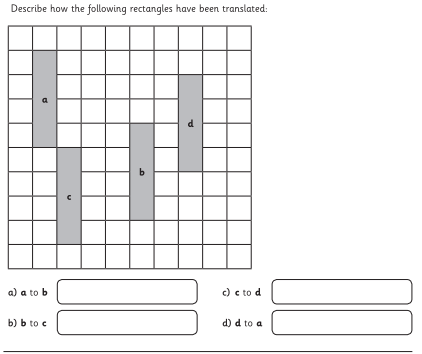 Describe how the following rectangles have been translated:
a
d
b
c
a) a to b
c) c to d
b) b to c
d) d to a